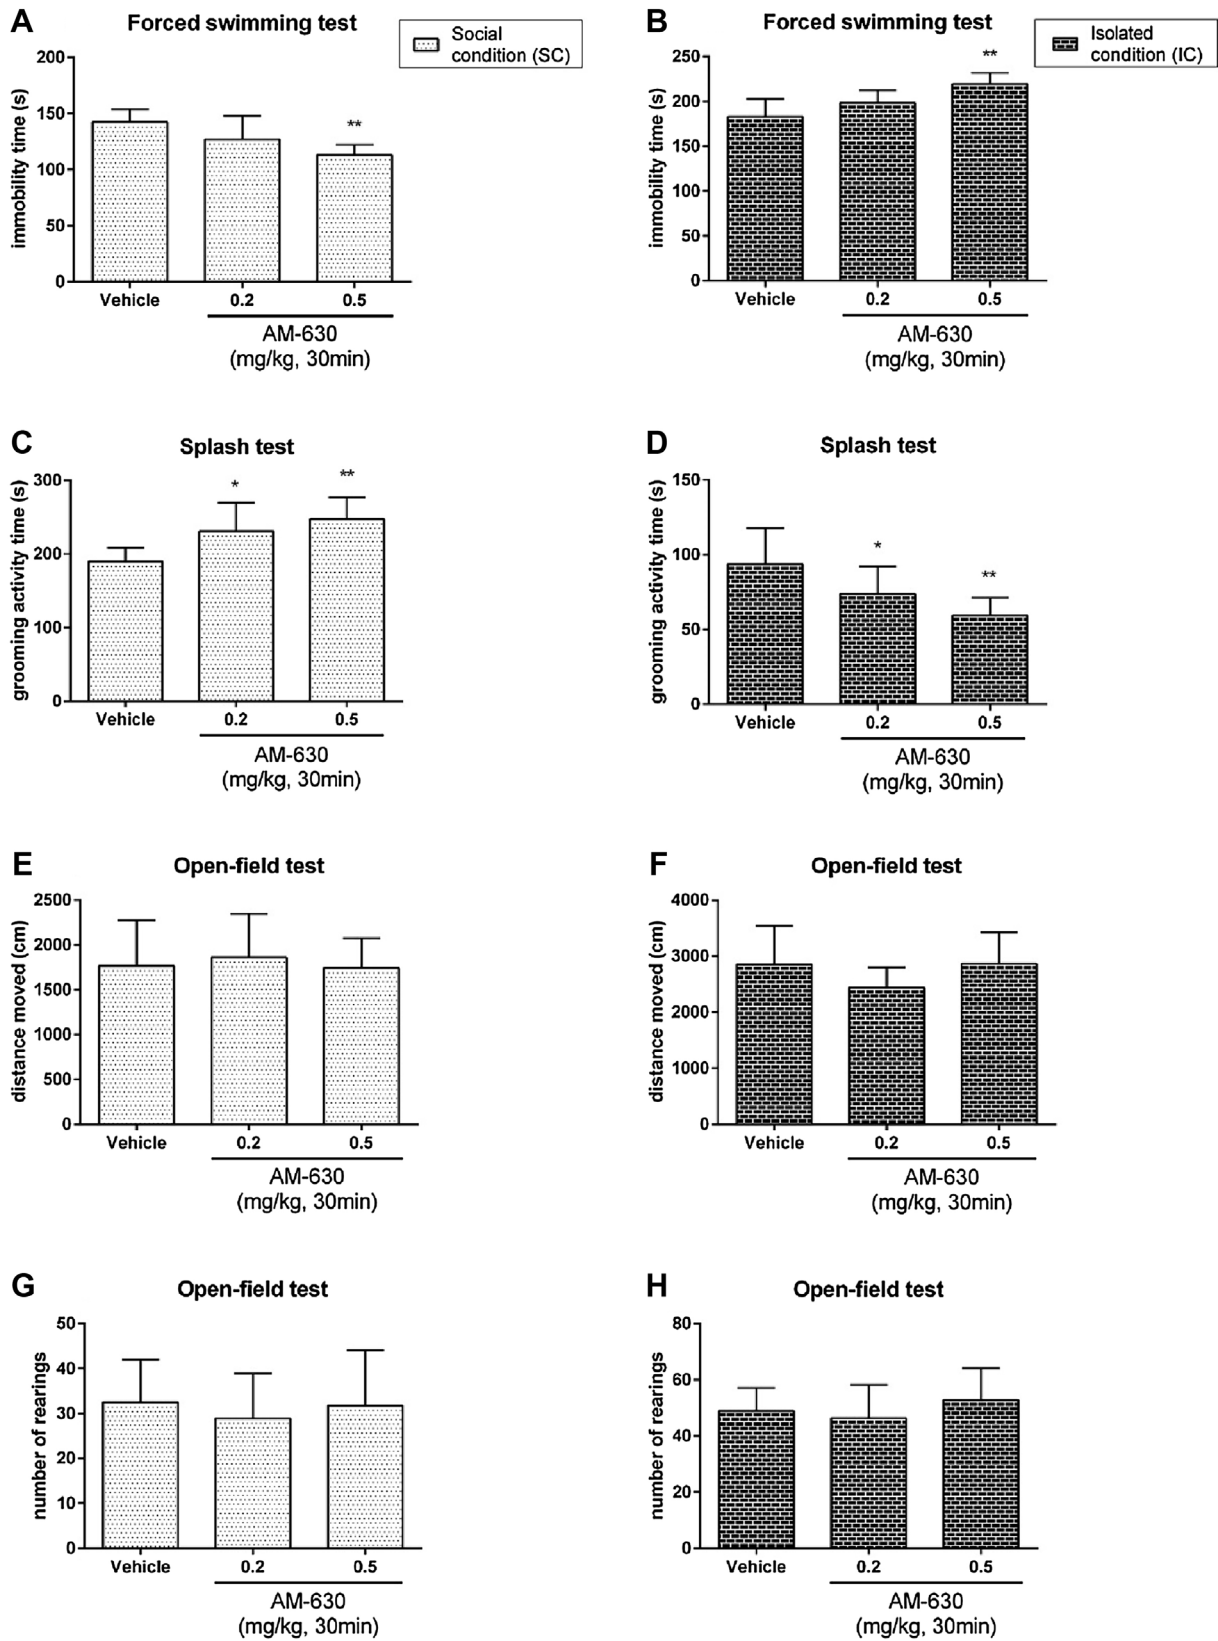 A
Forced swimming test
Social
condition (SC)
immobility time (s)
200
150
100
50
0
**
Vehicle
0.2
0.5
AM-630
(mg/kg, 30min)
B
Forced swimming test
Isolated
condition (IC)
immobility time (s)
250
200
150
100
50
0
**
Vehicle
0.2
0.5
AM-630
(mg/kg, 30min)
C
Splash test
grooming activity time (s)
300
200
100
0
*
**
Vehicle
0.2
0.5
AM-630
(mg/kg, 30min)
D
Splash test
grooming activity time (s)
150
100
50
0
*
**
Vehicle
0.2
0.5
AM-630
(mg/kg, 30min)
E
Open-field test
distance moved (cm)
2500
2000
1500
1000
500
0
Vehicle
0.2
0.5
AM-630
(mg/kg, 30min)
F
Open-field test
distance moved (cm)
4000
3000
2000
1000
0
Vehicle
0.2
0.5
AM-630
(mg/kg, 30min)
G
Open-field test
number of rearings
50
40
30
20
10
0
Vehicle
0.2
0.5
AM-630
(mg/kg, 30min)
H
Open-field test
number of rearings
80
60
40
20
0
Vehicle
0.2
0.5
AM-630
(mg/kg, 30min)